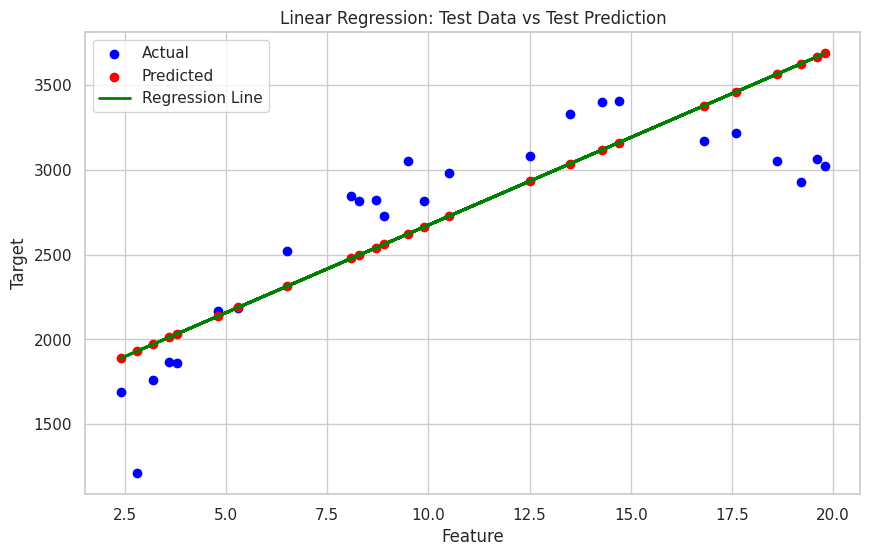 Linear Regression: Test Data vs Test Prediction
Actual
Predicted
Regression Line
3500
3000
2500
2000
1500
Target
2.5
5.0
7.5
10.0
12.5
15.0
17.5
20.0
Feature